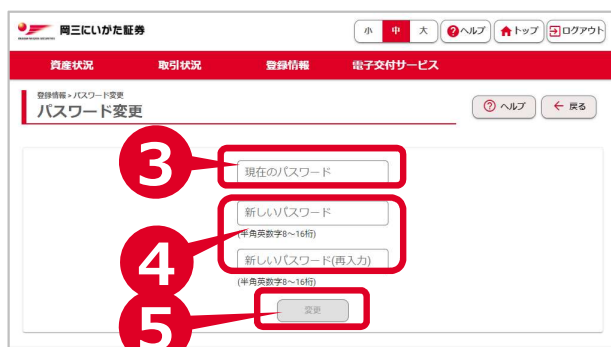 岡三にいがた証券
小 中 大 ?ヘルプ トップ ログアウト
資産状況 取引状況 登録情報 電子交付サービス
登録情報»パスワード変更
パスワード変更
?ヘルプ ← 戻る
3
現在のパスワード
4
新しいパスワード
(半角英数字8~16桁)
新しいパスワード(再入力)
(半角英数字8~16桁)
5
変更